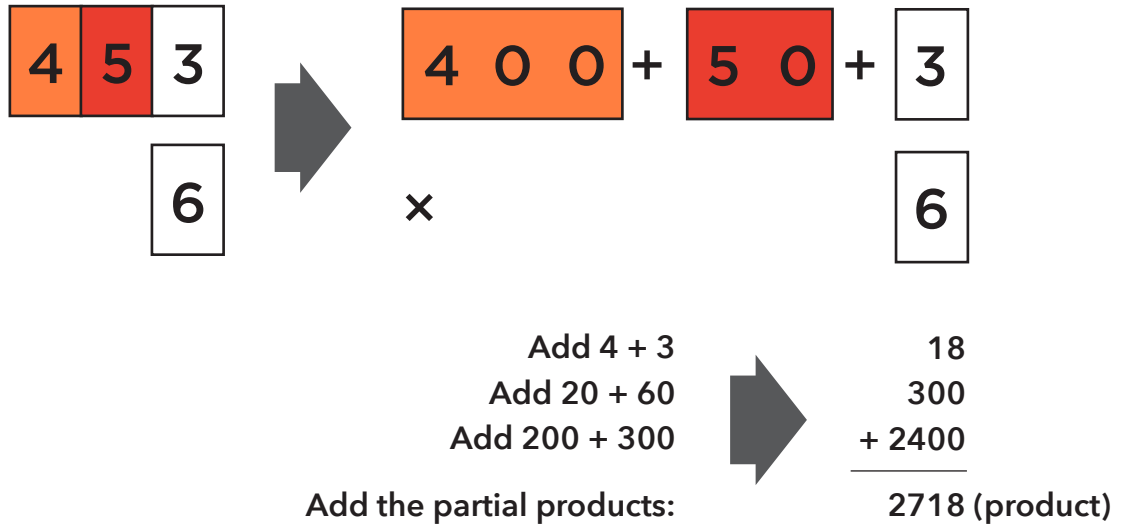 4 5 3
4 0 0 + 5 0 + 3
6
× 6
Add 4 + 3
18
Add 20 + 60
300
Add 200 + 300
+ 2400
Add the partial products:
2718 (product)